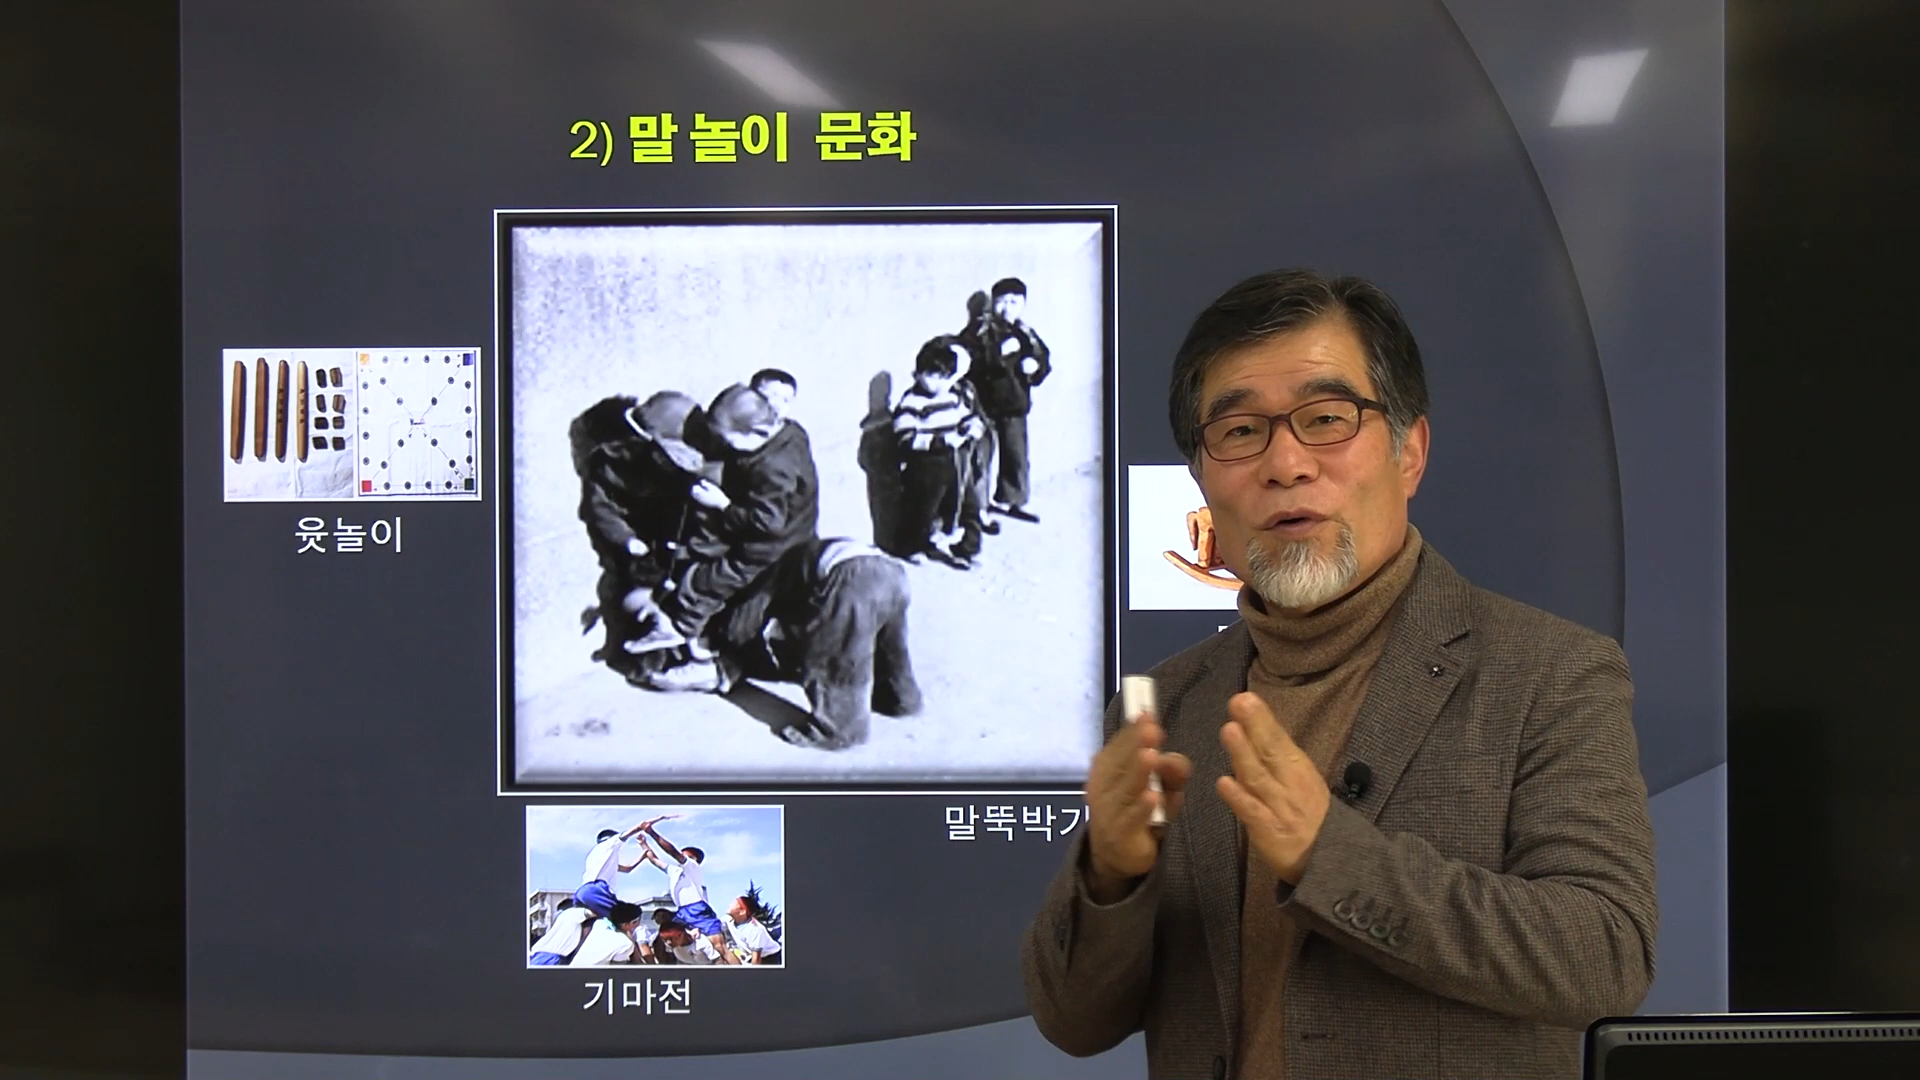 2) 말 놀이 문화
윷놀이
말뚝박기
기마전